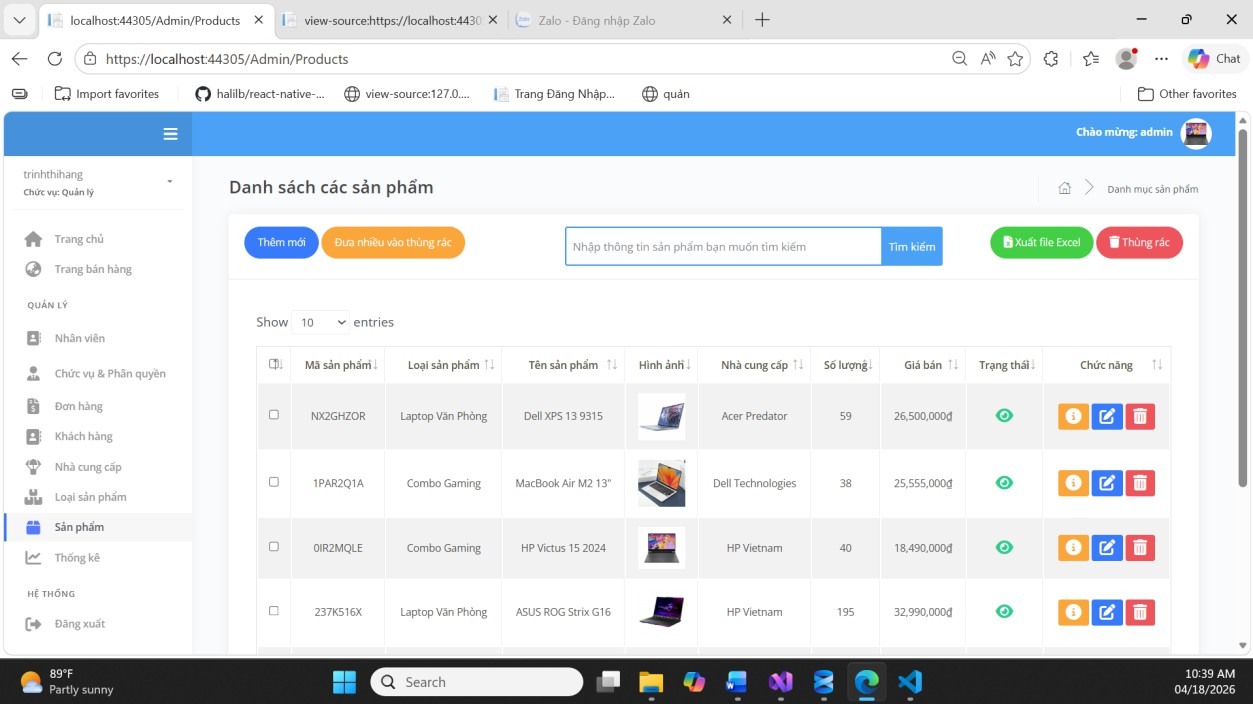 localhost:44305/Admin/Products
view-source:https://localhost:4430
Zalo - Đăng nhập Zalo
https://localhost:44305/Admin/Products
Chat
Import favorites
halilb/react-native-...
view-source:127.0....
Trang Đăng Nhập...
quán
Other favorites
Chào mừng: admin
trinhthihang
Chức vụ: Quản lý
Trang chủ
Trang bán hàng
QUẢN LÝ
Nhân viên
Chức vụ & Phân quyền
Đơn hàng
Khách hàng
Nhà cung cấp
Loại sản phẩm
Sản phẩm
Thống kê
HỆ THỐNG
Đăng xuất
Danh sách các sản phẩm
Danh mục sản phẩm
Thêm mới
Đưa nhiều vào thùng rác
Nhập thông tin sản phẩm bạn muốn tìm kiếm
Tìm kiếm
Xuất file Excel
Thùng rác
Show 10 entries
Mã sản phẩm Loại sản phẩm Tên sản phẩm Hình ảnh Nhà cung cấp Số lượng Giá bán Trạng thái Chức năng
NX2GHZOR Laptop Văn Phòng Dell XPS 13 9315 Acer Predator 59 26,500,000₫
1PAR2Q1A Combo Gaming MacBook Air M2 13" Dell Technologies 38 25,555,000₫
0IR2MQLE Combo Gaming HP Victus 15 2024 HP Vietnam 40 18,490,000₫
237K516X Laptop Văn Phòng ASUS ROG Strix G16 HP Vietnam 195 32,990,000₫
89°F
Partly sunny
Search
10:39 AM
04/18/2026